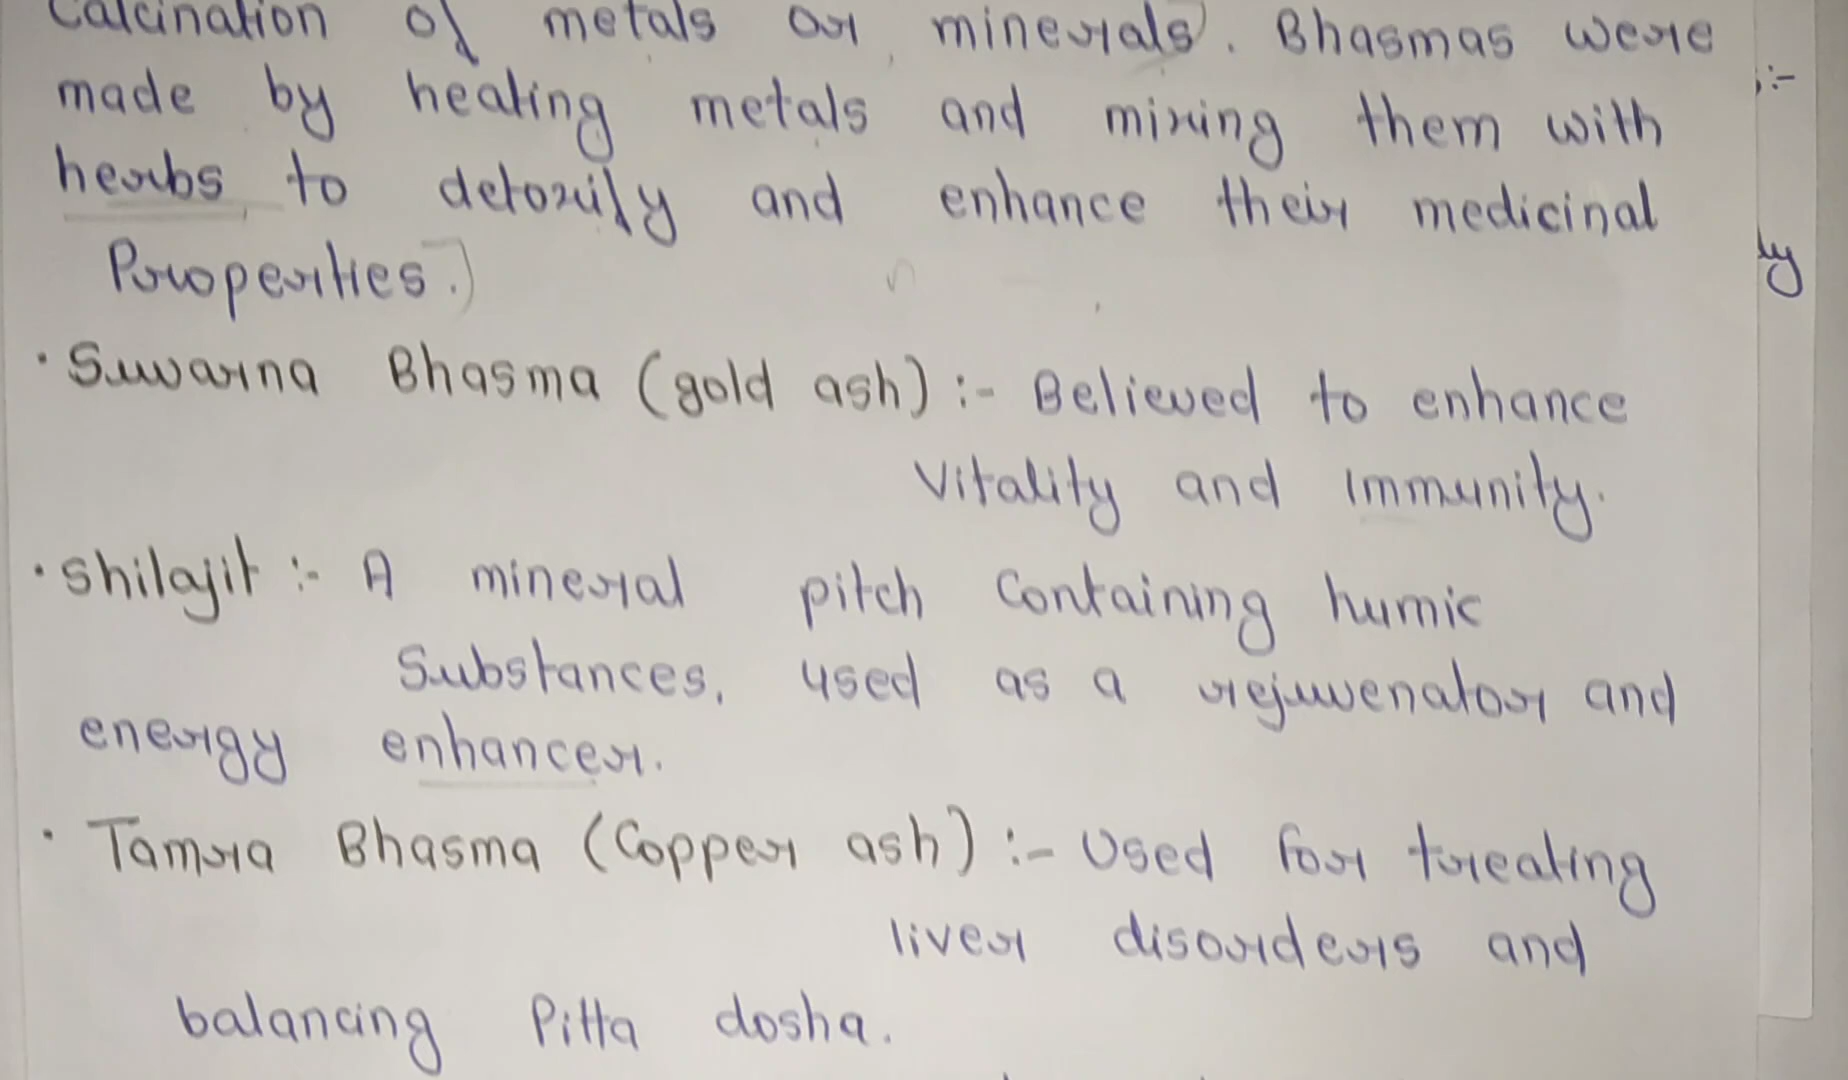 Calcination of metals or minerals). Bhasmas were
made by heating metals and mixing them with
herbs to detoxify and enhance their medicinal
Properties.)
• Suwarna Bhasma (gold ash) :- Believed to enhance
Vitality and immunity.
• Shilajit :- A mineral pitch Containing humic
Substances, used as a rejuvenator and
energy enhancer.
• Tamra Bhasma (Copper ash) :- Used for treating
liver disorders and
balancing Pitta dosha.
:-
ly